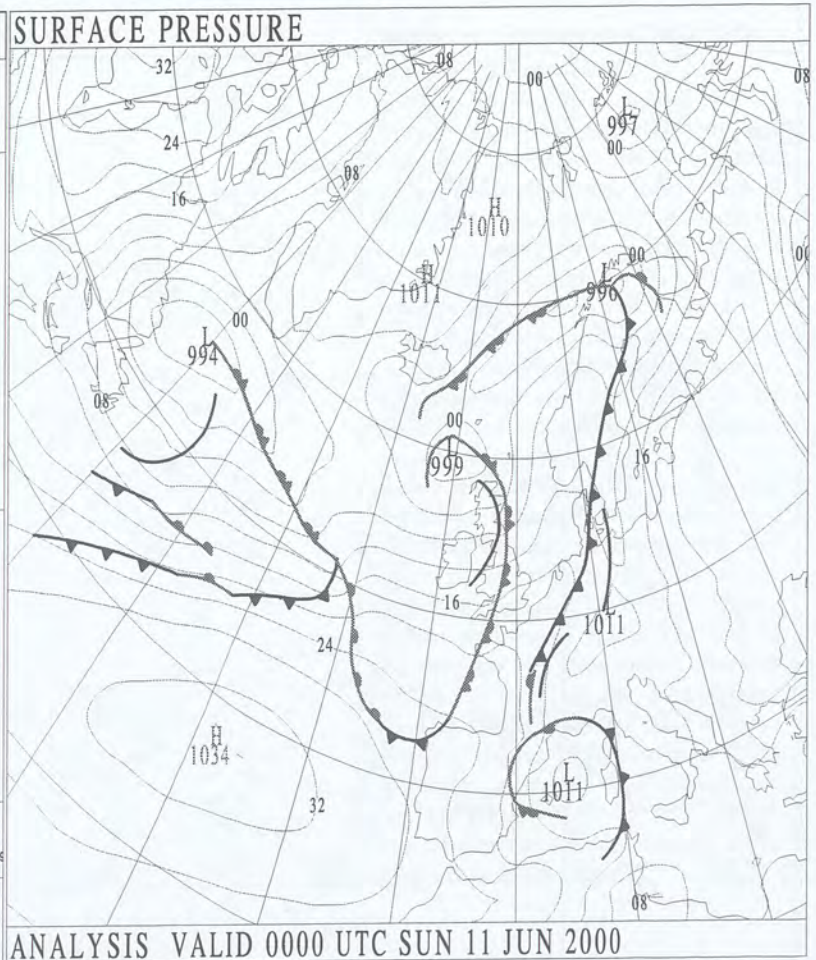 SURFACE PRESSURE
32
08
00
08
L
997
24
00
08
16
H
1010
00
00
H
1011
L
996
00
L
994
08
00
L
999
16
16
L
1011
24
H
1034
L
1011
32
08
ANALYSIS VALID 0000 UTC SUN 11 JUN 2000